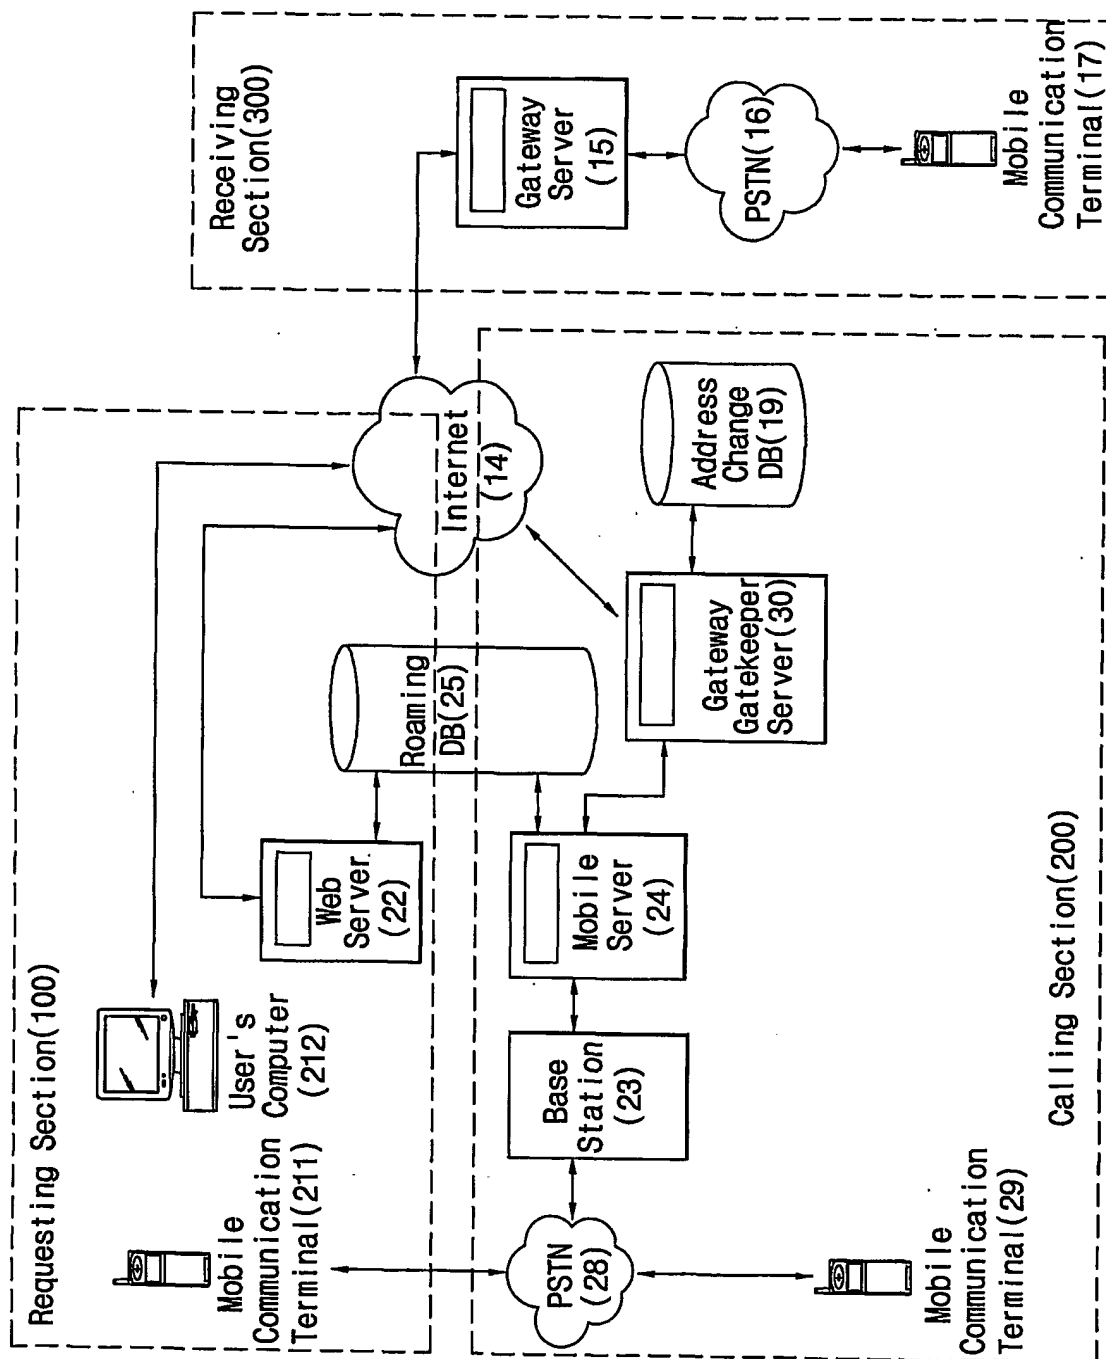 Requesting Section(100)
Mobile
Communication
Terminal(211)
User's
Computer
(212)
Web
Server
(22)
Roaming
DB(25)
Internet
(14)
Receiving
Section(300)
Gateway
Server
(15)
PSTN(16)
Mobile
Communication
Terminal(17)
PSTN
(28)
Base
Station
(23)
Mobile
Server
(24)
Gateway
Gatekeeper
Server(30)
Address
Change
DB(19)
Mobile
Communication
Terminal(29)
Calling Section(200)